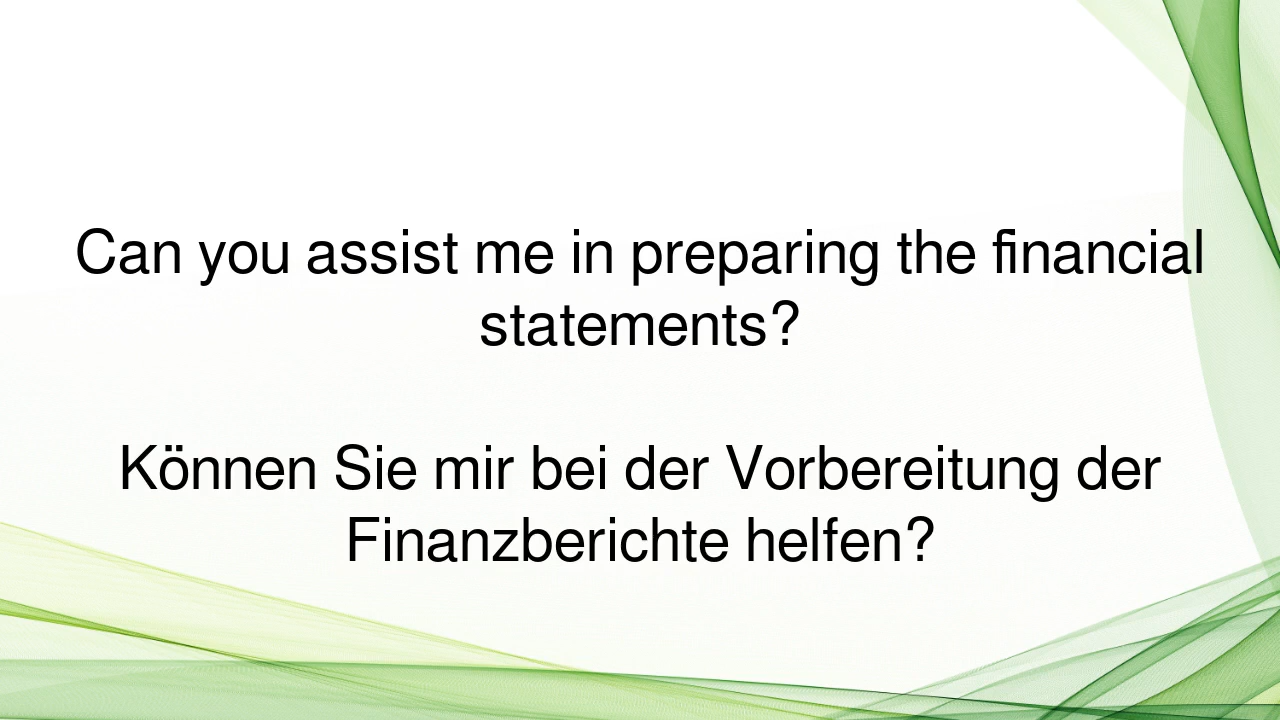 Can you assist me in preparing the financial
statements?
Können Sie mir bei der Vorbereitung der
Finanzberichte helfen?